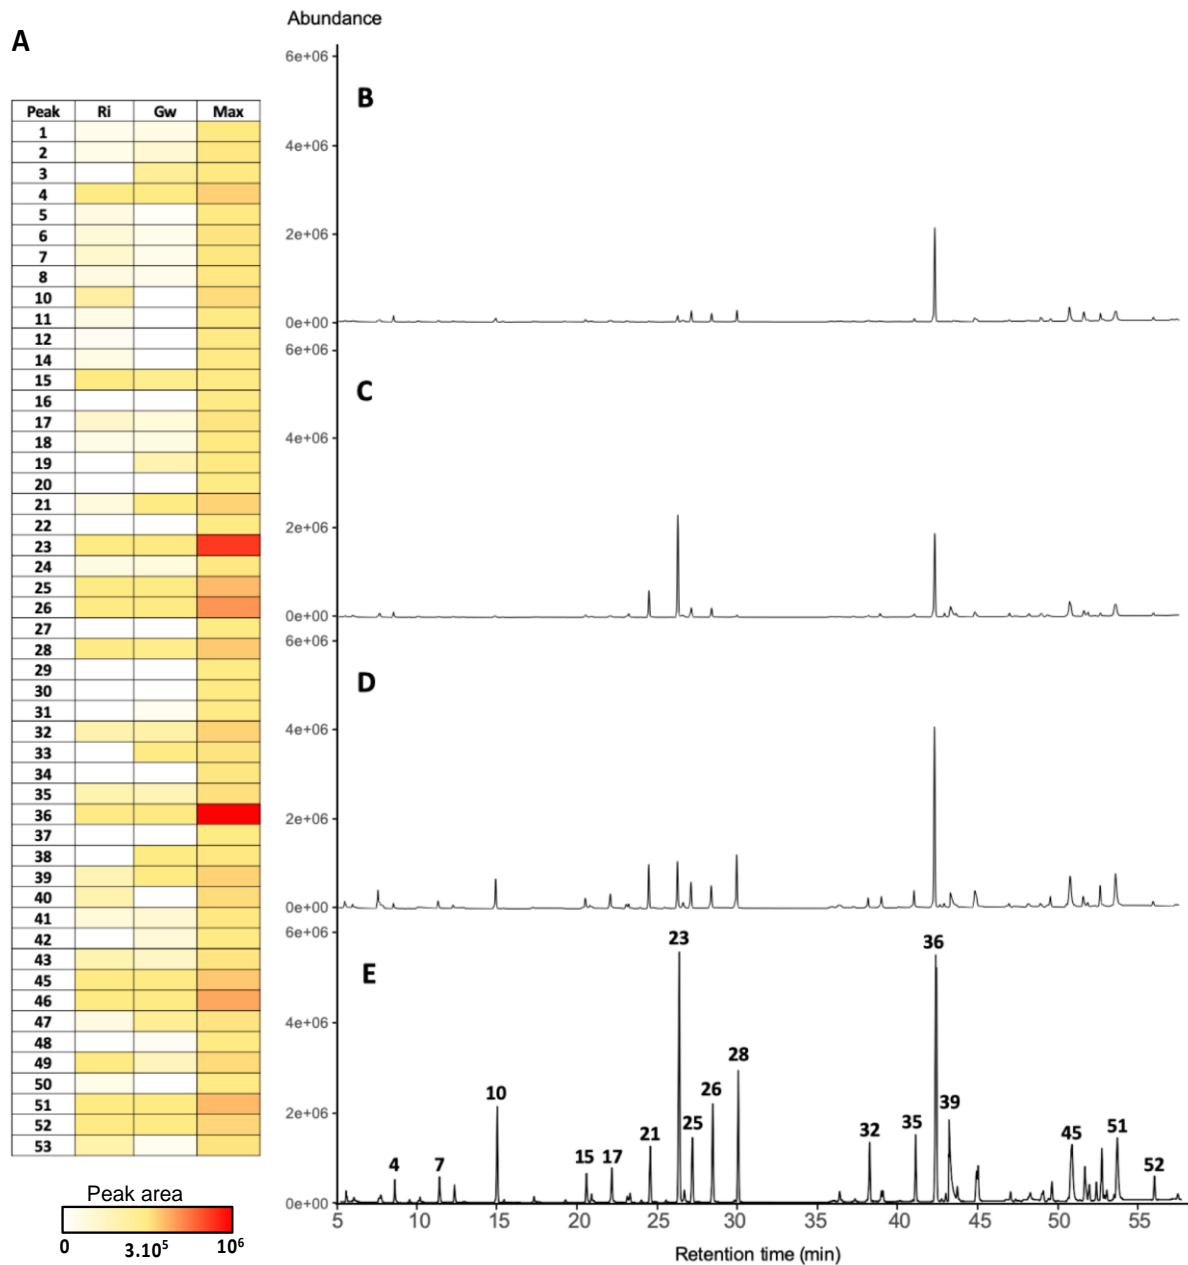 A
Peak Ri Gw Max
1
2
3
4
5
6
7
8
10
11
12
14
15
16
17
18
19
20
21
22
23
24
25
26
27
28
29
30
31
32
33
34
35
36
37
38
39
40
41
42
43
45
46
47
48
49
50
51
52
53
Peak area
0 3.10⁵ 10⁶
Abundance
6e+06
B
4e+06
2e+06
0e+00
6e+06
C
4e+06
2e+06
0e+00
6e+06
D
4e+06
2e+06
0e+00
6e+06
E
4e+06
2e+06
0e+00
4
7
10
15
17
21
23
25
26
28
32
35
36
39
45
51
52
5 10 15 20 25 30 35 40 45 50 55
Retention time (min)